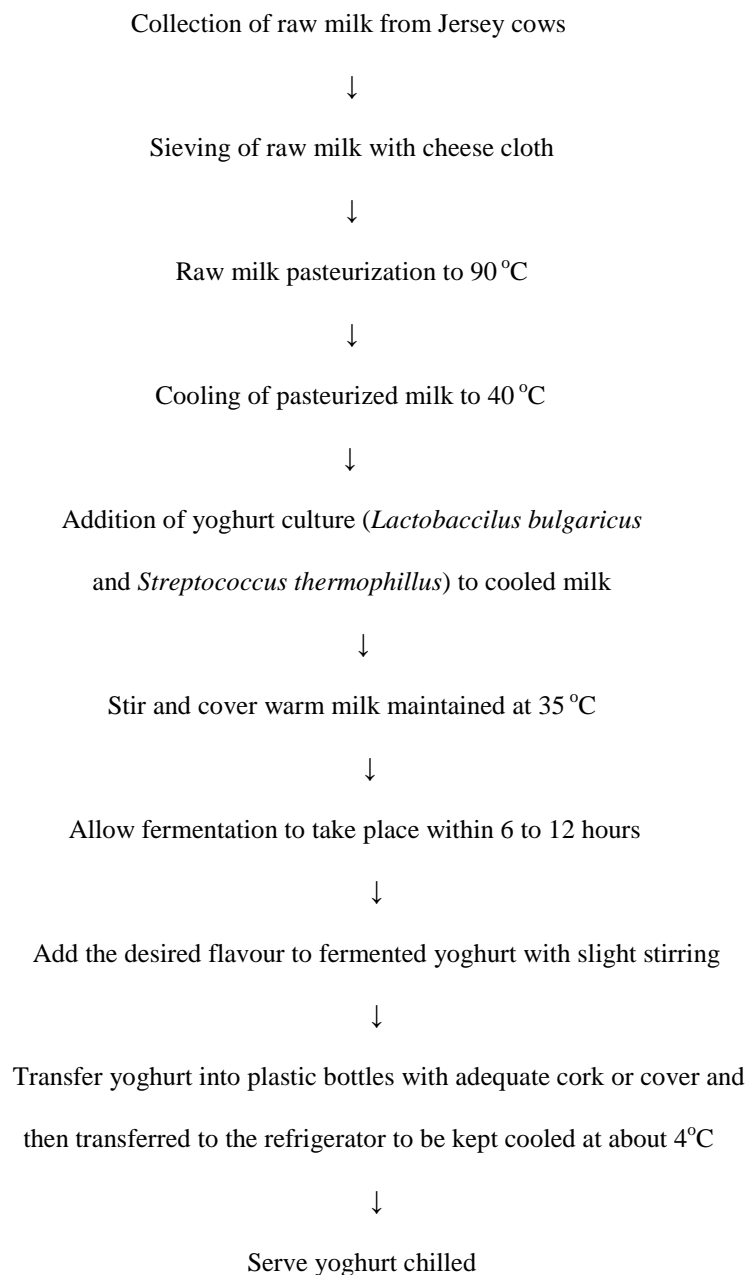 Collection of raw milk from Jersey cows
↓
Sieving of raw milk with cheese cloth
↓
Raw milk pasteurization to 90 °C
↓
Cooling of pasteurized milk to 40 °C
↓
Addition of yoghurt culture (Lactobaccilus bulgaricus
and Streptococcus thermophillus) to cooled milk
↓
Stir and cover warm milk maintained at 35 °C
↓
Allow fermentation to take place within 6 to 12 hours
↓
Add the desired flavour to fermented yoghurt with slight stirring
↓
Transfer yoghurt into plastic bottles with adequate cork or cover and
then transferred to the refrigerator to be kept cooled at about 4°C
↓
Serve yoghurt chilled